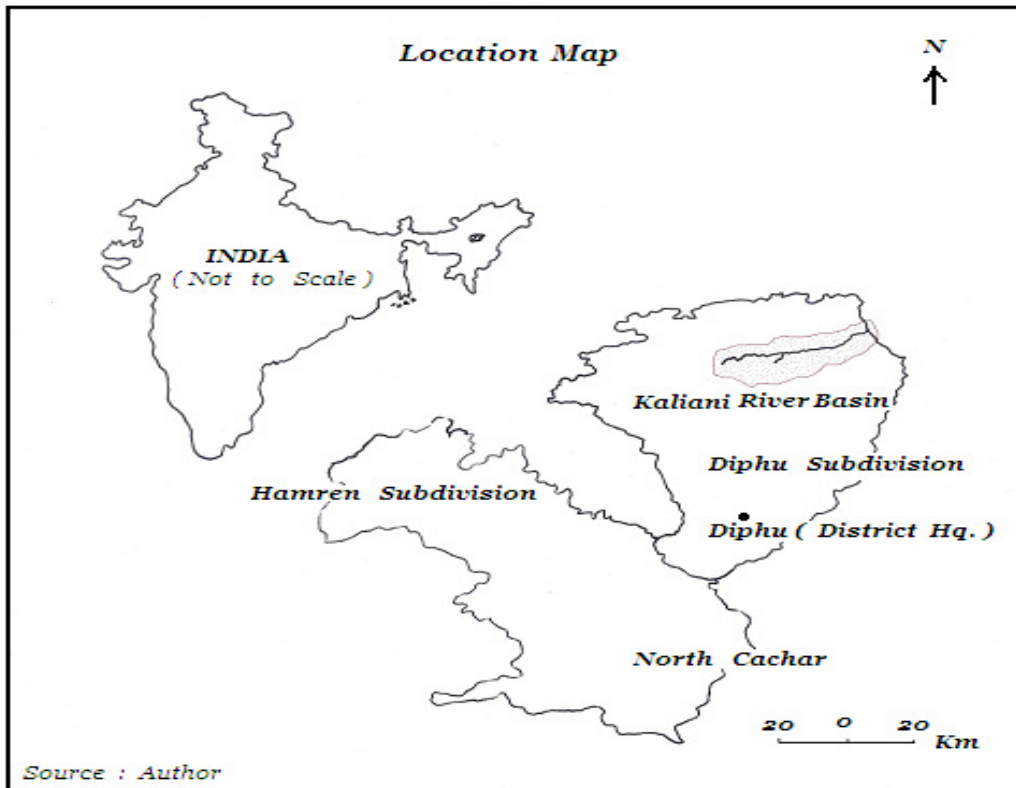 Location Map
N
INDIA
( Not to Scale )
Kaliani River Basin
Diphu Subdivision
Hamren Subdivision
Diphu ( District Hq. )
North Cachar
20 0 20
Km
Source : Author